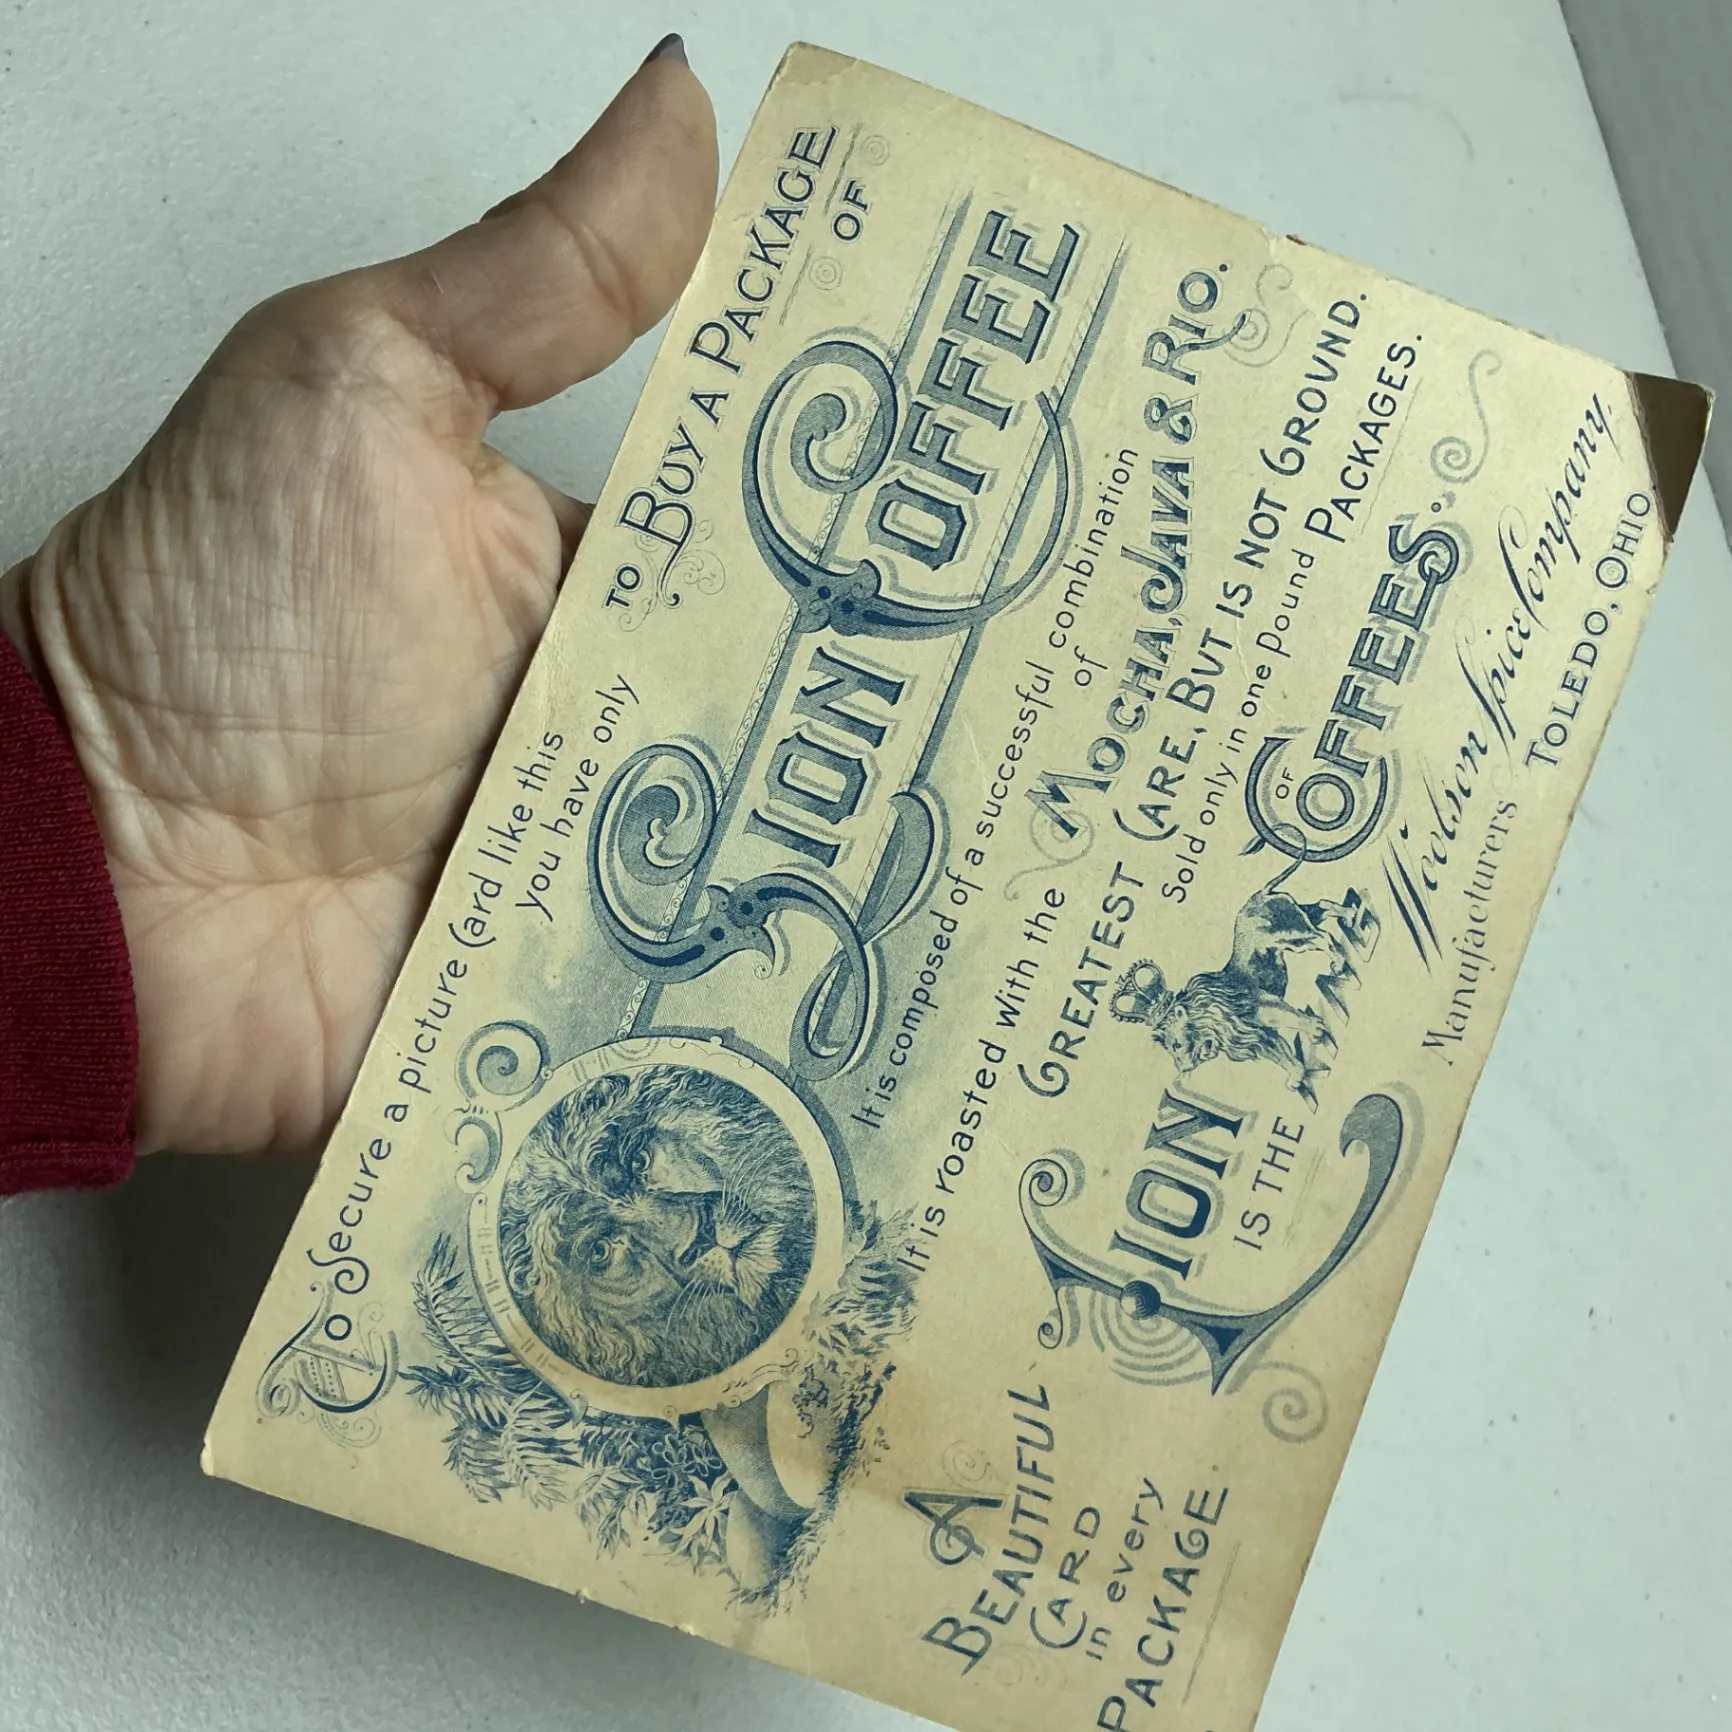 To Secure a picture Card like this
you have only
TO BUY A PACKAGE
OF
LION COFFEE
It is composed of a successful combination
of
MOCHA, JAVA & RIO.
It is roasted with the
GREATEST CARE, BUT IS NOT GROUND.
Sold only in one Pound PACKAGES.
A
BEAUTIFUL
CARD
in every
PACKAGE.
LION
IS THE
KING
OF
COFFEES.
Woolson Spice Company,
Manufacturers
TOLEDO, OHIO